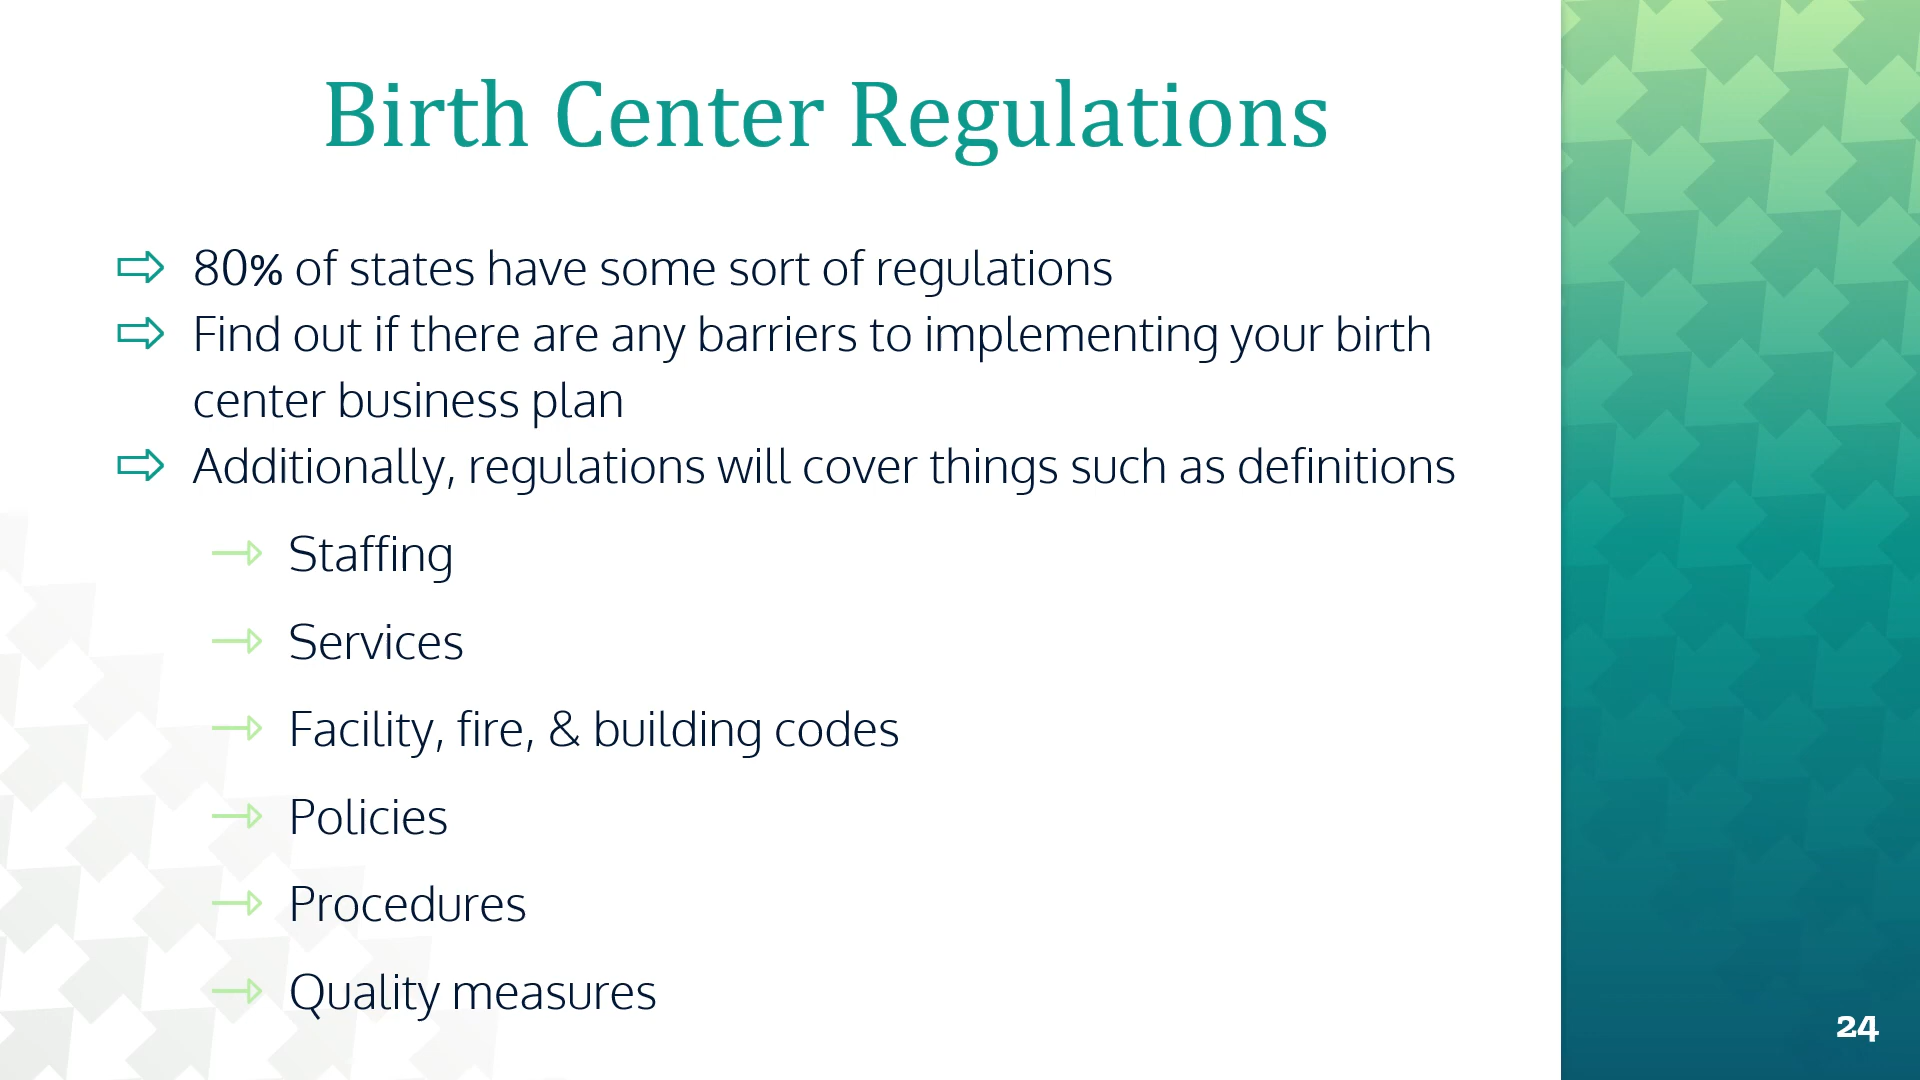 Birth Center Regulations
80% of states have some sort of regulations
Find out if there are any barriers to implementing your birth
center business plan
Additionally, regulations will cover things such as definitions
Staffing
Services
Facility, fire, & building codes
Policies
Procedures
Quality measures
24